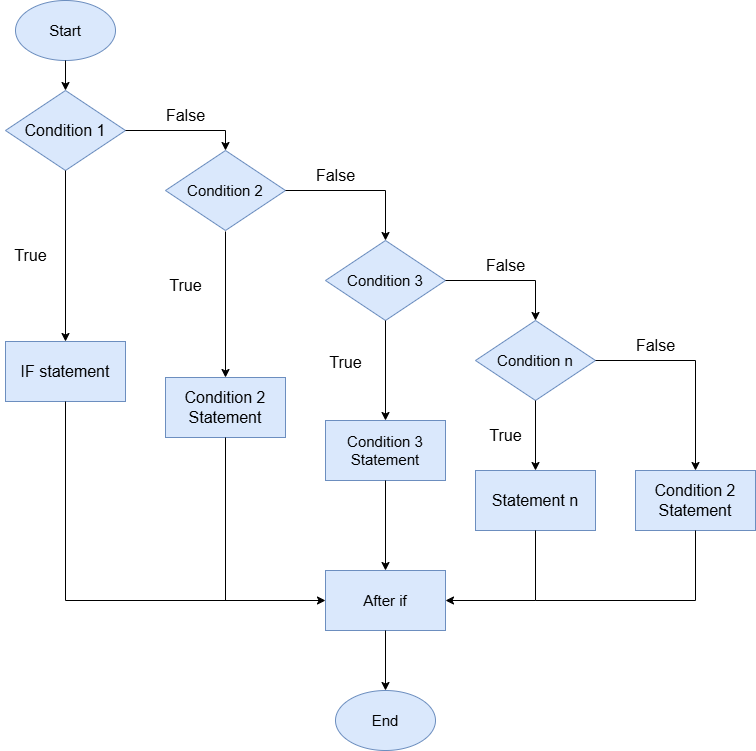 Start
Condition 1
False
Condition 2
False
Condition 3
False
Condition n
False
True
True
True
True
IF statement
Condition 2
Statement
Condition 3
Statement
Statement n
Condition 2
Statement
After if
End